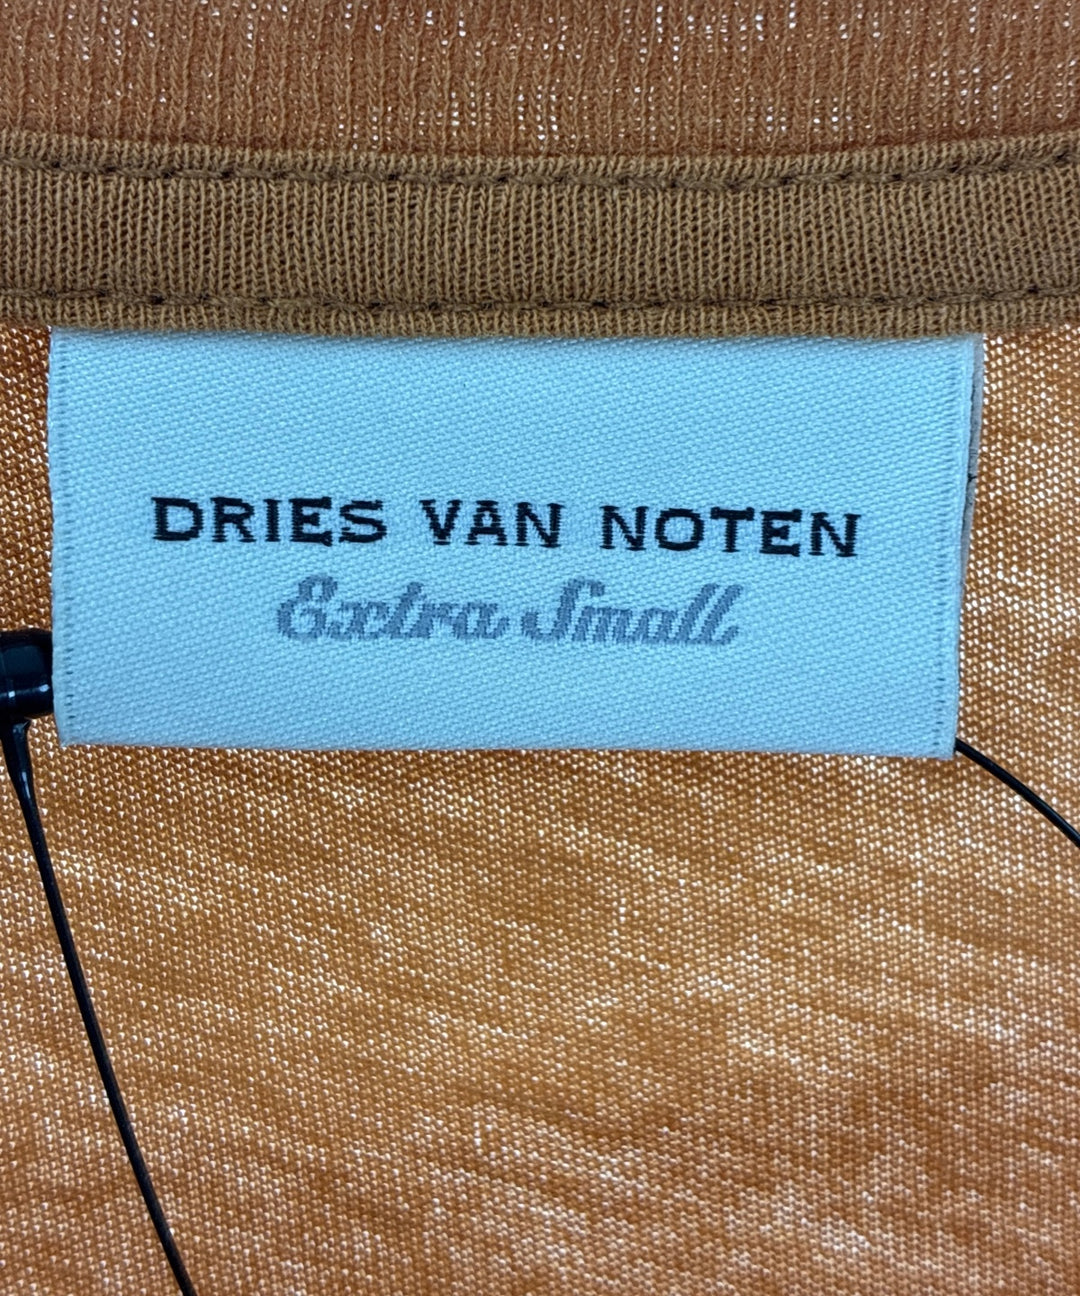 DRIES VAN NOTEN
Extra Small